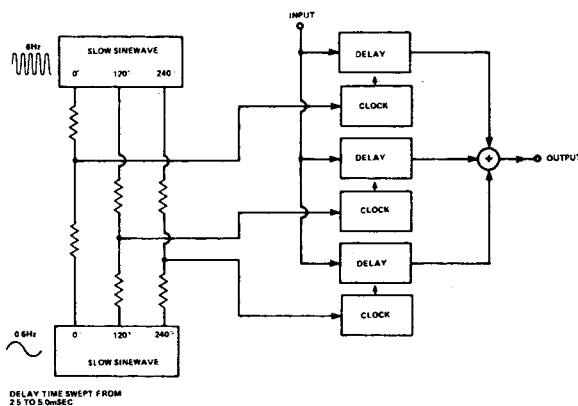 6Hz
SLOW SINEWAVE
0° 120° 240°
INPUT
DELAY
CLOCK
DELAY
CLOCK
DELAY
CLOCK
+
OUTPUT
0.6Hz
0 120° 240°
SLOW SINEWAVE
DELAY TIME SWEPT FROM
2.5 TO 5.0mSEC